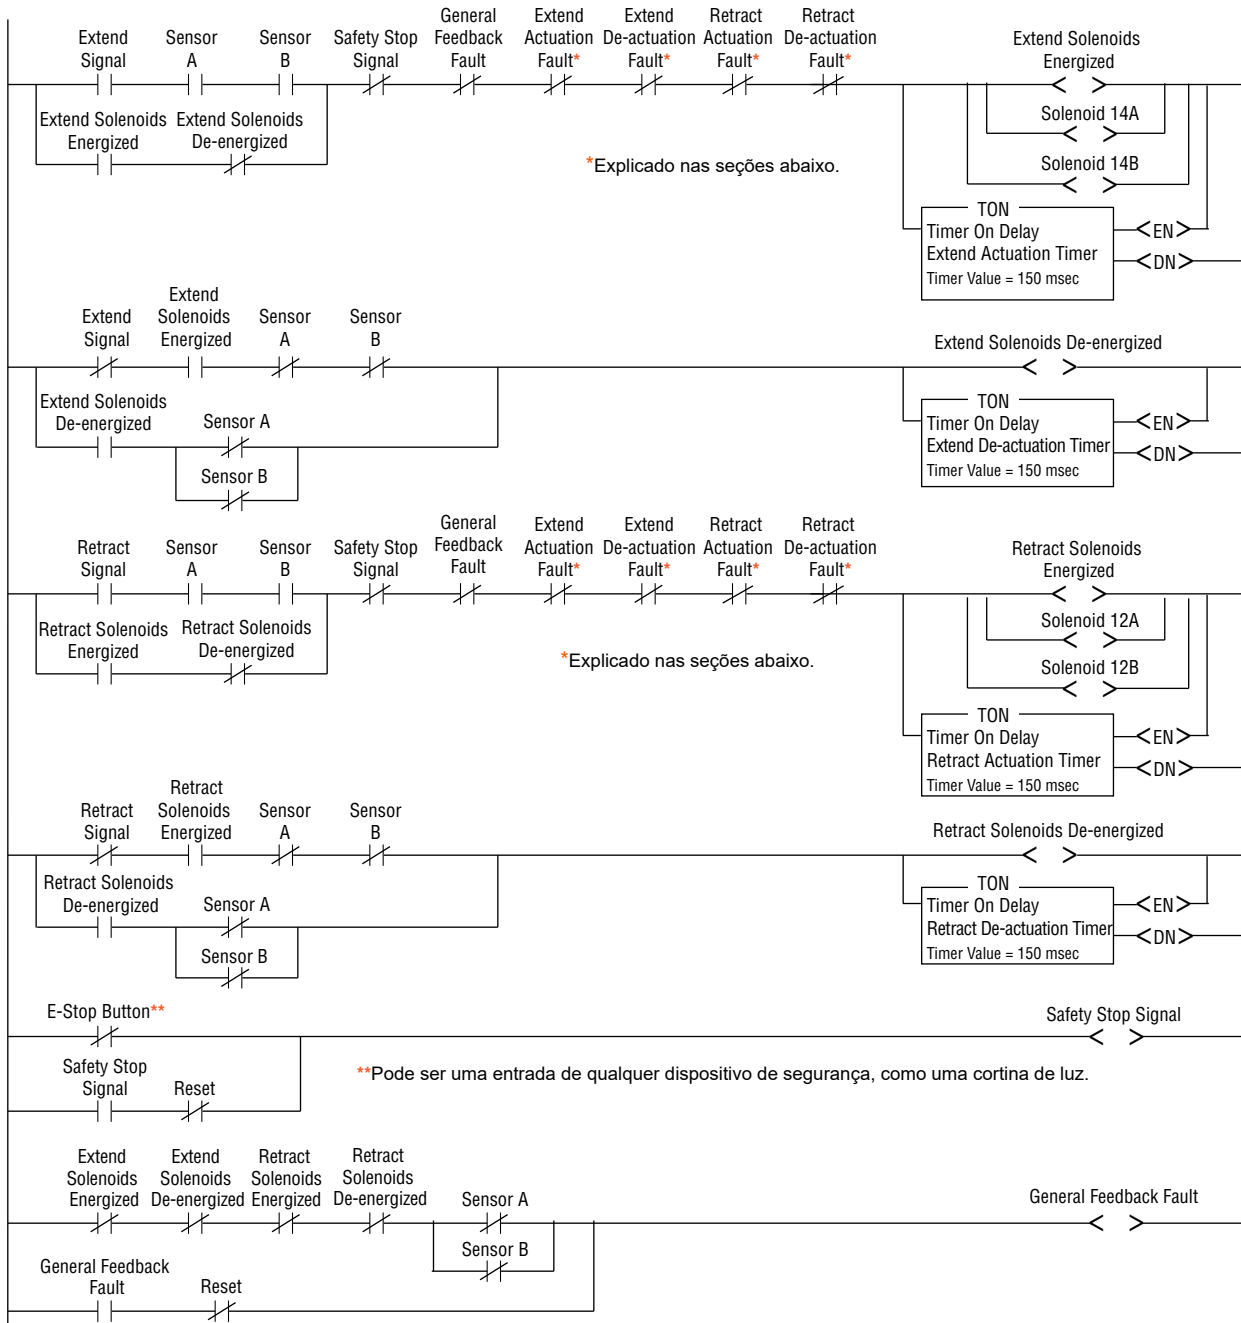 General Extend Extend Retract Retract
Extend Sensor Sensor Safety Stop Feedback Actuation De-actuation Actuation De-actuation Extend Solenoids
Signal A B Signal Fault Fault* Fault* Fault* Fault* Energized
Solenoid 14A
Extend Solenoids Extend Solenoids
Energized De-energized
*Explicado nas seções abaixo.
Solenoid 14B
TON
Timer On Delay <EN>
Extend Actuation Timer <DN>
Timer Value = 150 msec
Extend
Extend Solenoids Sensor Sensor
Signal Energized A B
Extend Solenoids De-energized
Extend Solenoids
De-energized Sensor A
Sensor B
TON
Timer On Delay <EN>
Extend De-actuation Timer <DN>
Timer Value = 150 msec
General Extend Extend Retract Retract
Retract Sensor Sensor Safety Stop Feedback Actuation De-actuation Actuation De-actuation Retract Solenoids
Signal A B Signal Fault Fault* Fault* Fault* Fault* Energized
Solenoid 12A
Retract Solenoids Retract Solenoids
Energized De-energized
*Explicado nas seções abaixo.
Solenoid 12B
TON
Timer On Delay <EN>
Retract Actuation Timer <DN>
Timer Value = 150 msec
Retract
Retract Solenoids Sensor Sensor
Signal Energized A B
Retract Solenoids De-energized
Retract Solenoids
De-energized Sensor A
Sensor B
TON
Timer On Delay <EN>
Retract De-actuation Timer <DN>
Timer Value = 150 msec
E-Stop Button** Safety Stop Signal
Safety Stop
Signal Reset
**Pode ser uma entrada de qualquer dispositivo de segurança, como uma cortina de luz.
Extend Extend Retract Retract
Solenoids Solenoids Solenoids Solenoids
Energized De-energized Energized De-energized Sensor A General Feedback Fault
Sensor B
General Feedback
Fault Reset